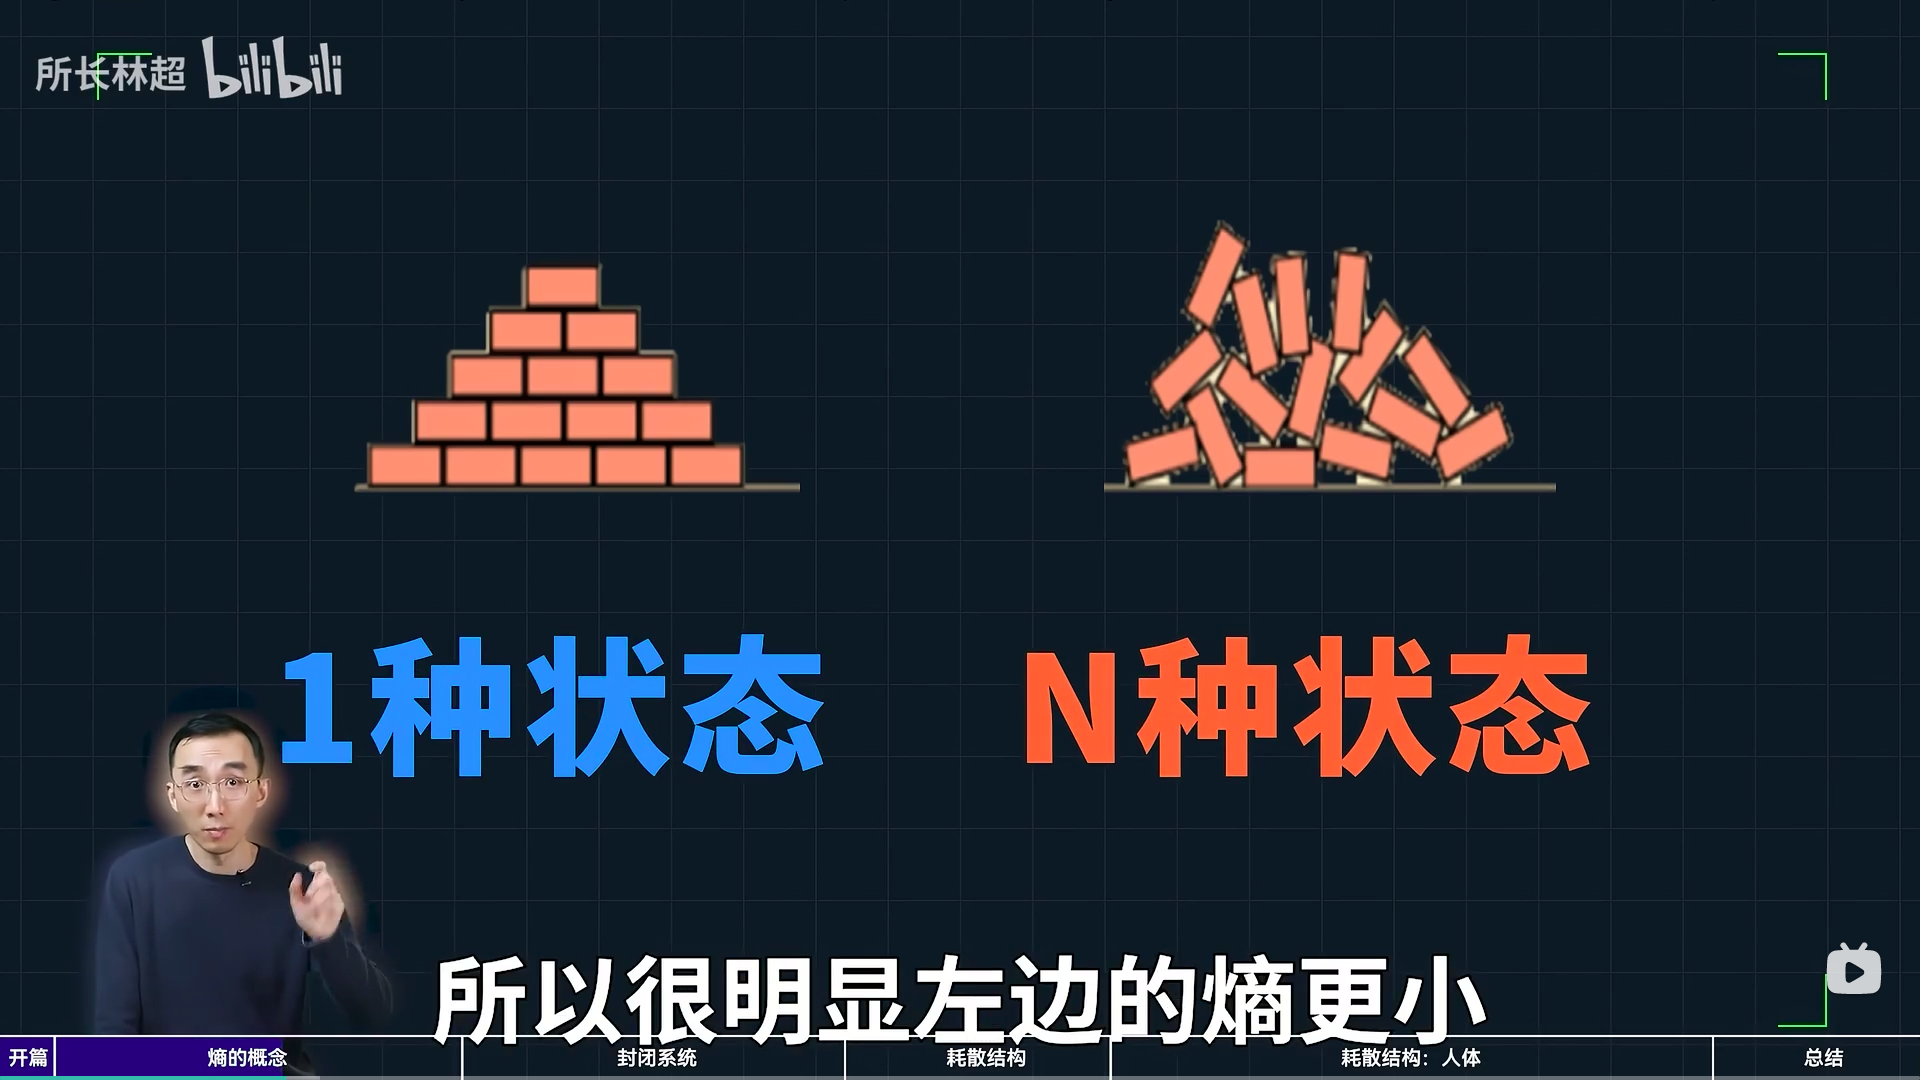 所长林超 bilibili
1种状态
N种状态
所以很明显左边的熵更小
开篇
熵的概念
封闭系统
耗散结构
耗散结构：人体
总结